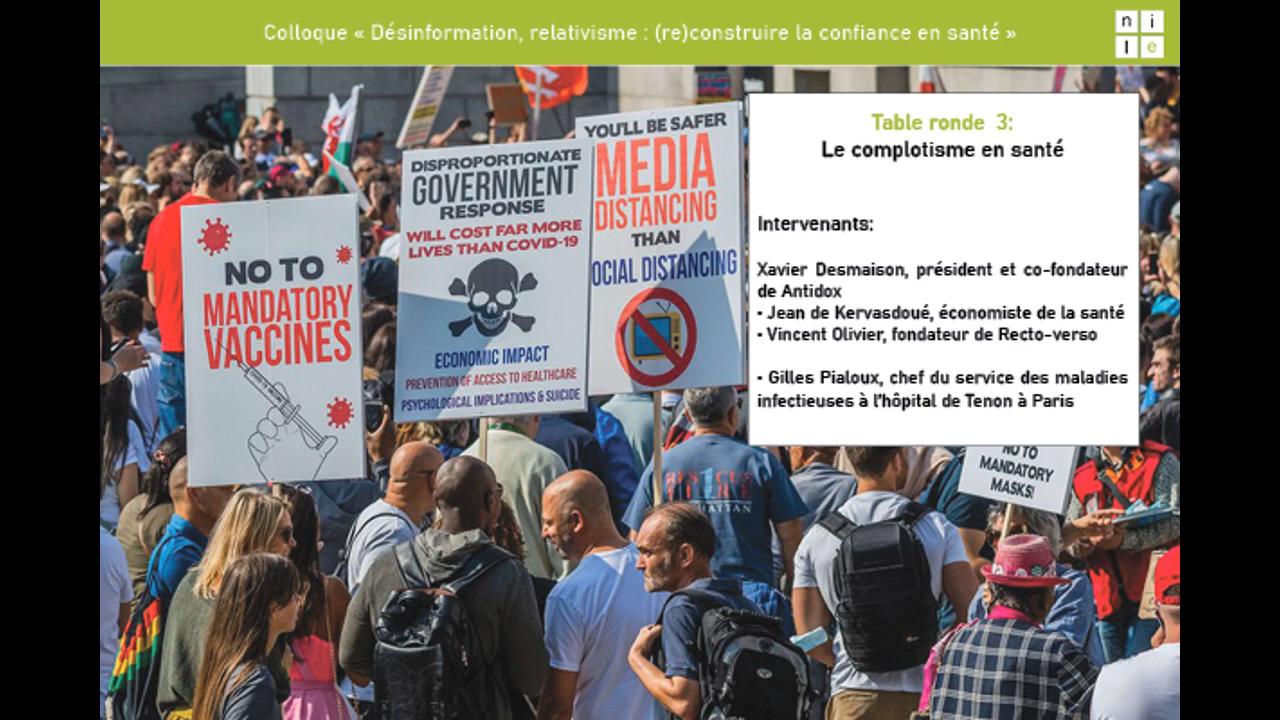 Colloque « Désinformation, relativisme : (re)construire la confiance en santé »
n i
l e
Table ronde 3:
Le complotisme en santé
Intervenants:
Xavier Desmaison, président et co-fondateur
de Antidox
- Jean de Kervasdoué, économiste de la santé
- Vincent Olivier, fondateur de Recto-verso
- Gilles Pialoux, chef du service des maladies
infectieuses à l'hôpital de Tenon à Paris
NO TO
MANDATORY
VACCINES
DISPROPORTIONATE
GOVERNMENT
RESPONSE
WILL COST FAR MORE
LIVES THAN COVID-19
ECONOMIC IMPACT
PREVENTION OF ACCESS TO HEALTHCARE
PSYCHOLOGICAL IMPLICATIONS & SUICIDE
YOU'LL BE SAFER
MEDIA
DISTANCING
THAN
OCIAL DISTANCING
NO TO
MANDATORY
MASKS!